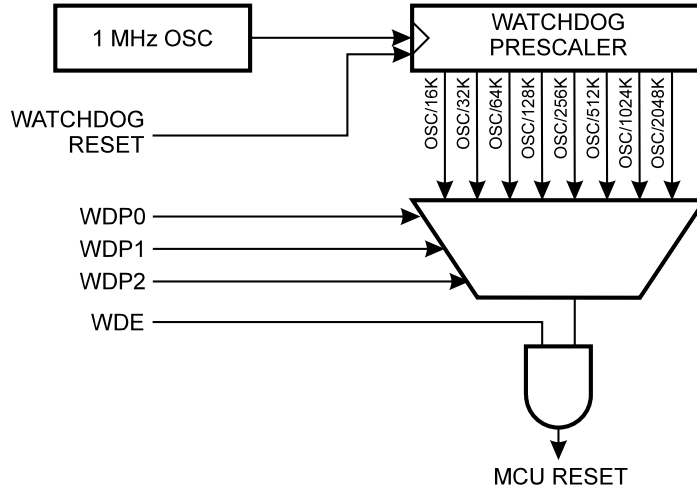 1 MHz OSC
WATCHDOG
PRESCALER
WATCHDOG
RESET
OSC/16K
OSC/32K
OSC/64K
OSC/128K
OSC/256K
OSC/512K
OSC/1024K
OSC/2048K
WDP0
WDP1
WDP2
WDE
MCU RESET